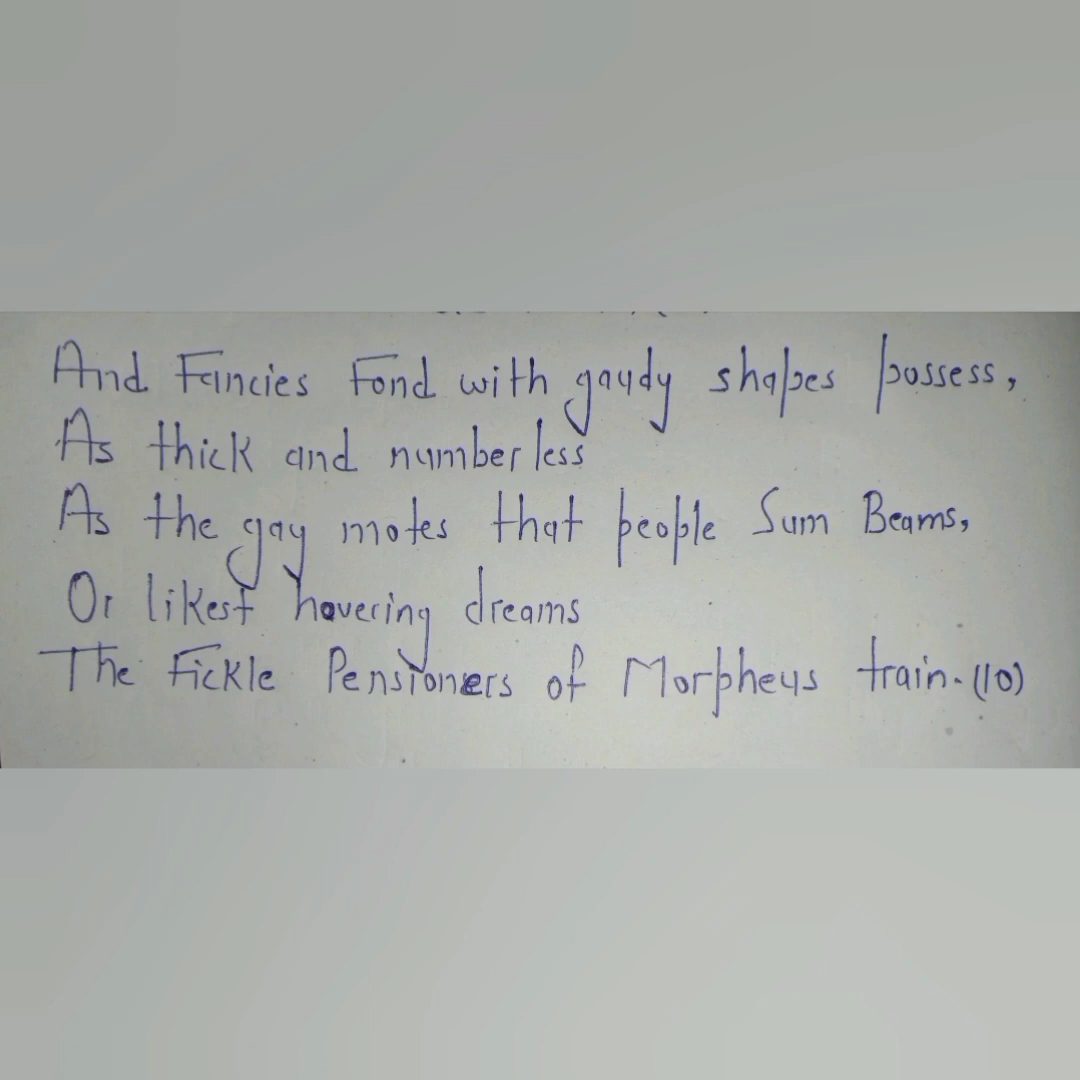 And Fancies fond with gaudy shapes possess,
As thick and numberless
As the gay motes that people Sum Beams,
Or likest hovering dreams
The Fickle Pensioners of Morpheus train. (10)